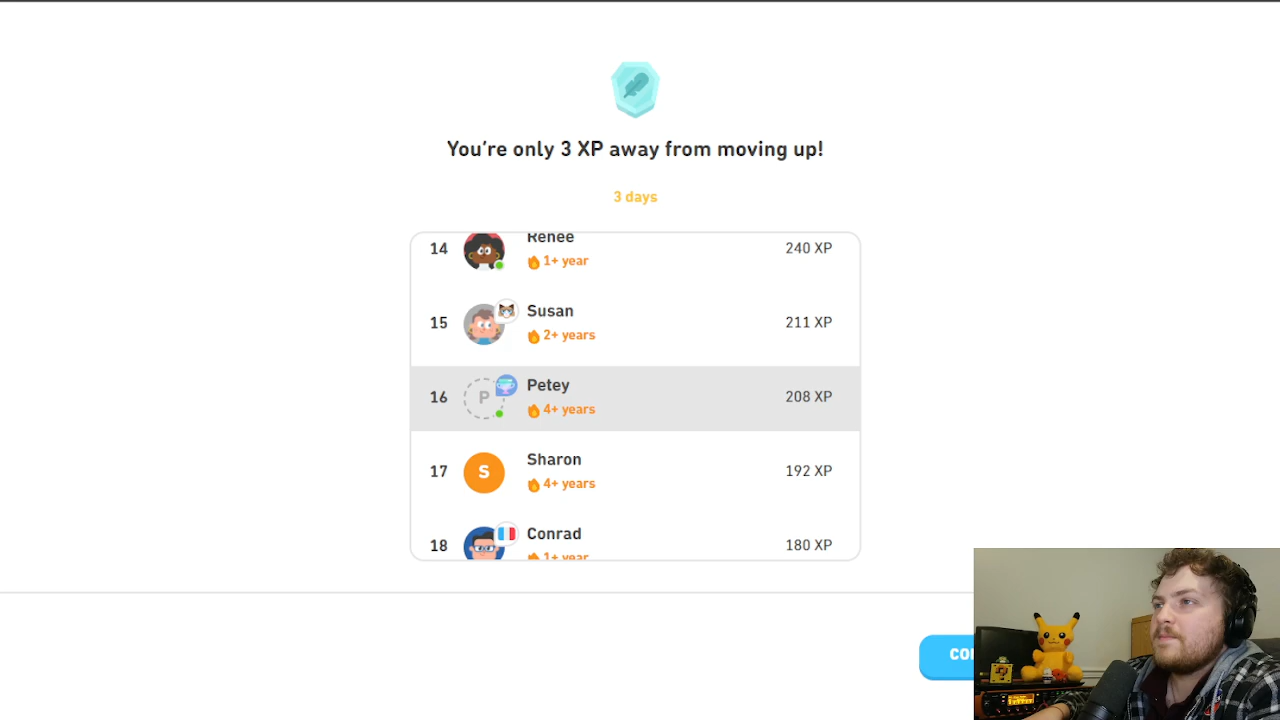 You're only 3 XP away from moving up!
3 days
14 Renee 240 XP
1+ year
15 Susan 211 XP
2+ years
16 P Petey 208 XP
4+ years
17 S Sharon 192 XP
4+ years
18 Conrad 180 XP
1+ year